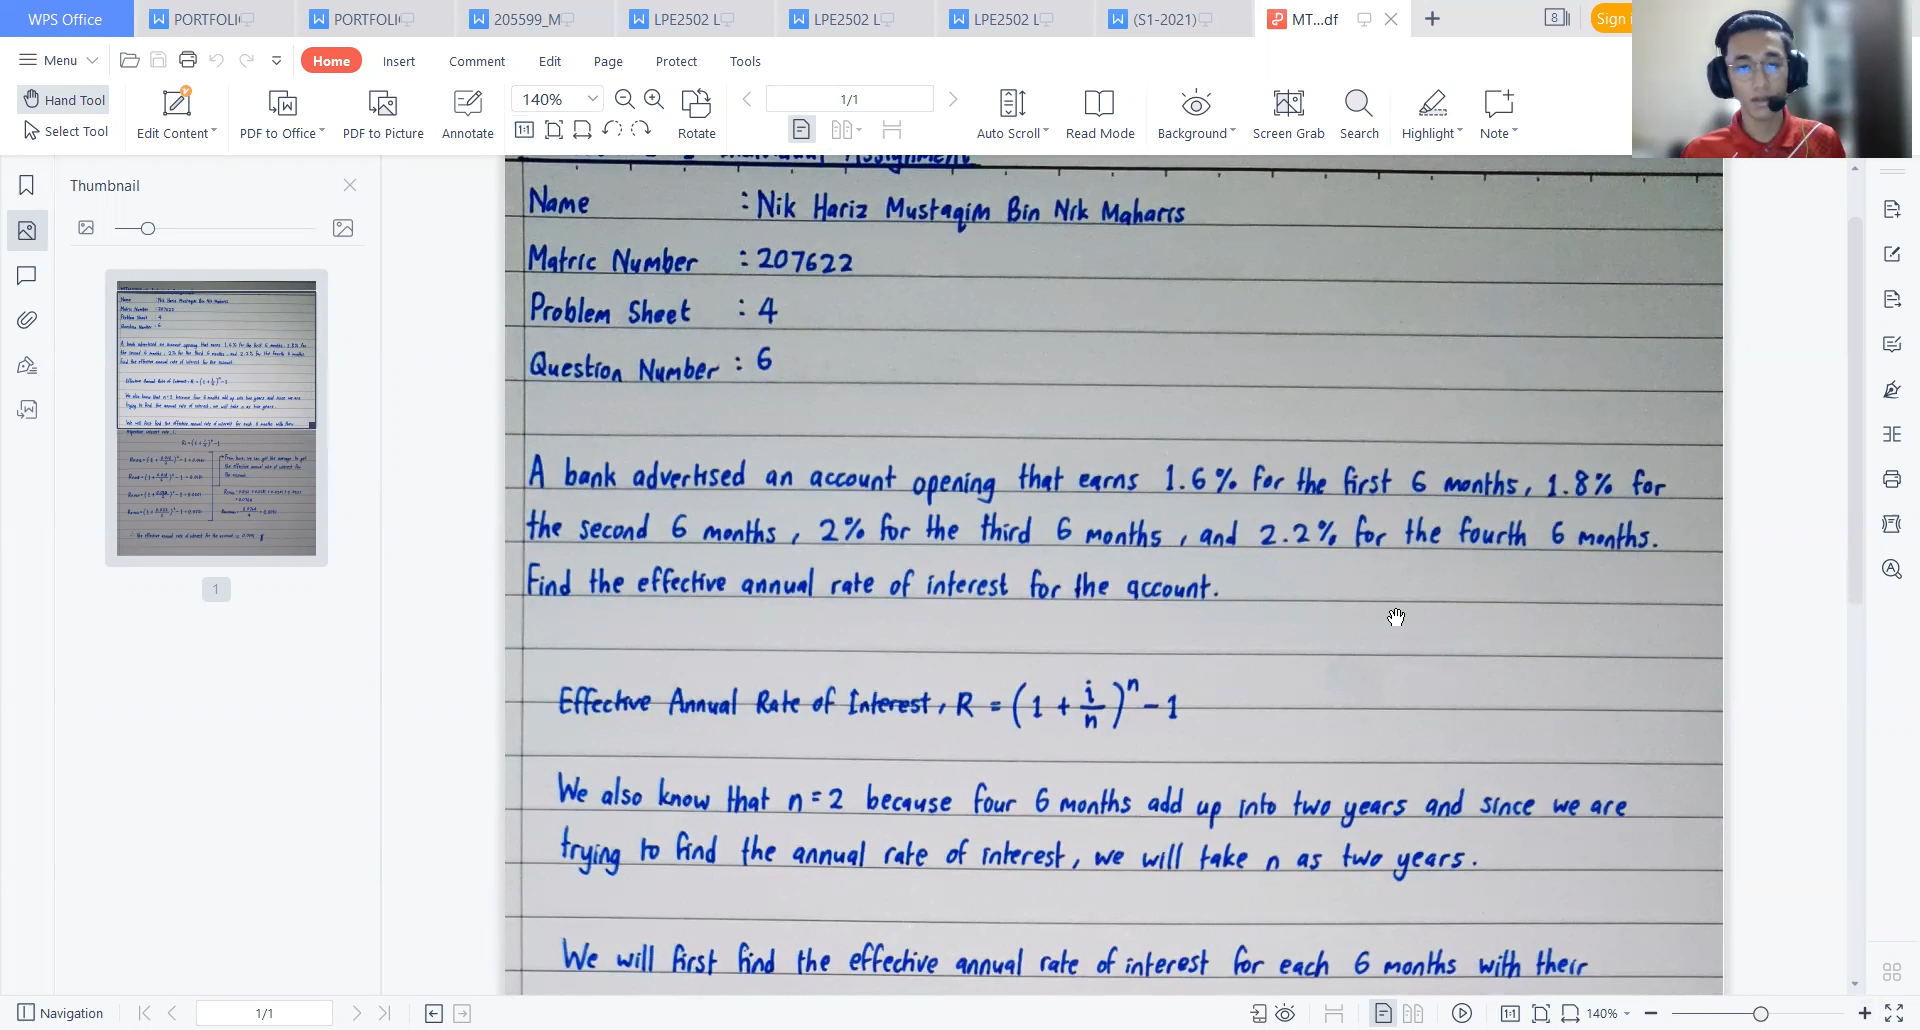 WPS Office
PORTFOLI
PORTFOLI
205599_M
LPE2502 L
LPE2502 L
LPE2502 L
(S1-2021)
MT...df
8
Sign i
Menu
Home
Insert
Comment
Edit
Page
Protect
Tools
Hand Tool
Select Tool
Edit Content
PDF to Office
PDF to Picture
Annotate
140%
Rotate
1/1
Auto Scroll
Read Mode
Background
Screen Grab
Search
Highlight
Note
Thumbnail
1
Individual Assignment
Name : Nik Hariz Mustaqim Bin Nik Maharis
Matric Number : 207622
Problem Sheet : 4
Question Number : 6
A bank advertised an account opening that earns 1.6% for the first 6 months, 1.8% for
the second 6 months, 2% for the third 6 months, and 2.2% for the fourth 6 months.
Find the effective annual rate of interest for the account.
Effective Annual Rate of Interest, R = (1 + i/n)^n - 1
We also know that n = 2 because four 6 months add up into two years and since we are
trying to find the annual rate of interest, we will take n as two years.
We will first find the effective annual rate of interest for each 6 months with their
Navigation
1/1
140%